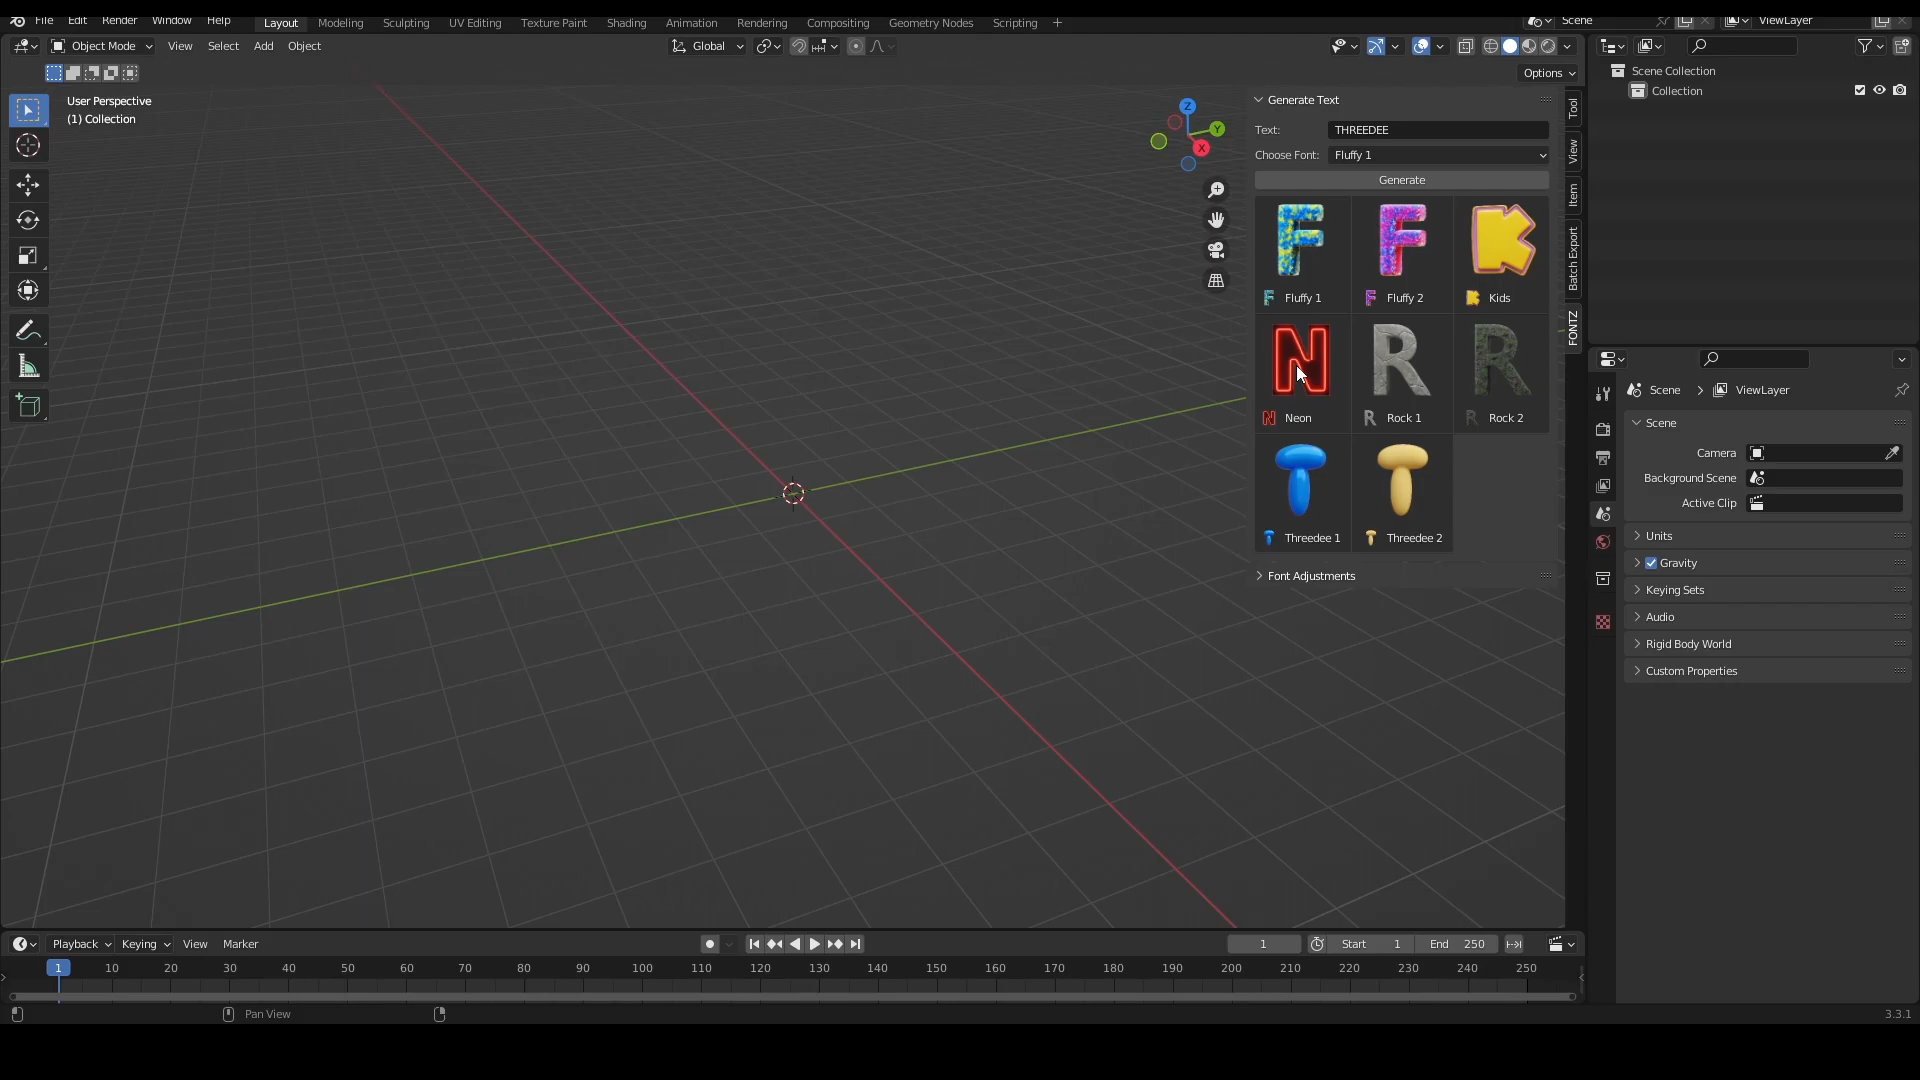 File Edit Render Window Help Layout Modeling Sculpting UV Editing Texture Paint Shading Animation Rendering Compositing Geometry Nodes Scripting + Scene ViewLayer
Object Mode View Select Add Object Global
Options
User Perspective
(1) Collection
Z
Y
X
Generate Text
Text: THREEDEE
Choose Font: Fluffy 1
Generate
Fluffy 1 Fluffy 2 Kids
Neon Rock 1 Rock 2
Threedee 1 Threedee 2
Font Adjustments
Tool
View
Item
Batch Export
FONTZ
Scene Collection
Collection
Scene > ViewLayer
Scene
Camera
Background Scene
Active Clip
Units
Gravity
Keying Sets
Audio
Rigid Body World
Custom Properties
Playback Keying View Marker 1 Start 1 End 250
1 10 20 30 40 50 60 70 80 90 100 110 120 130 140 150 160 170 180 190 200 210 220 230 240 250
Pan View 3.3.1